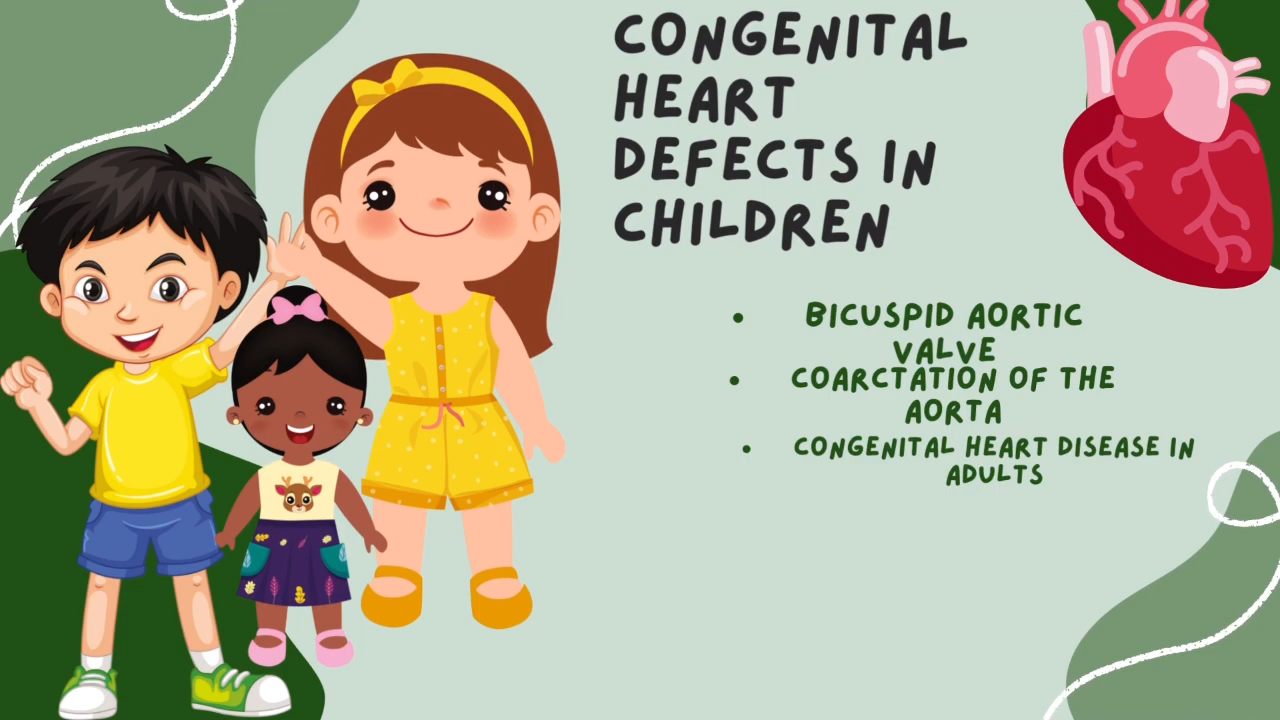 CONGENITAL
HEART
DEFECTS IN
CHILDREN
• BICUSPID AORTIC
VALVE
• COARCTATION OF THE
AORTA
• CONGENITAL HEART DISEASE IN
ADULTS